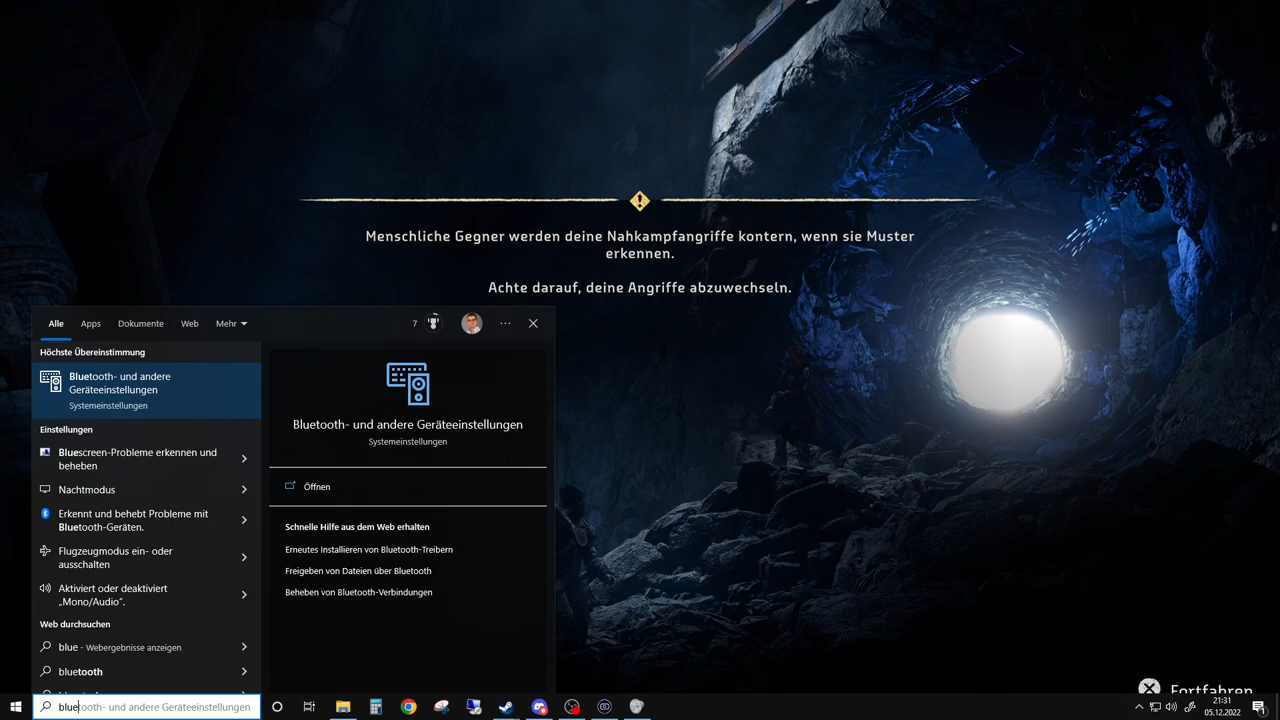 Menschliche Gegner werden deine Nahkampfangriffe kontern, wenn sie Muster
erkennen.
Achte darauf, deine Angriffe abzuwechseln.
Alle
Apps
Dokumente
Web
Mehr
7
Höchste Übereinstimmung
Bluetooth- und andere
Geräteeinstellungen
Systemeinstellungen
Einstellungen
Bluescreen-Probleme erkennen und
beheben
Nachtmodus
Erkennt und behebt Probleme mit
Bluetooth-Geräten.
Flugzeugmodus ein- oder
ausschalten
Aktiviert oder deaktiviert
„Mono/Audio“.
Web durchsuchen
blue - Webergebnisse anzeigen
bluetooth
Bluetooth- und andere Geräteeinstellungen
Systemeinstellungen
Öffnen
Schnelle Hilfe aus dem Web erhalten
Erneutes Installieren von Bluetooth-Treibern
Freigeben von Dateien über Bluetooth
Beheben von Bluetooth-Verbindungen
Fortfahren
bluetooth- und andere Geräteeinstellungen
21:31
05.12.2022